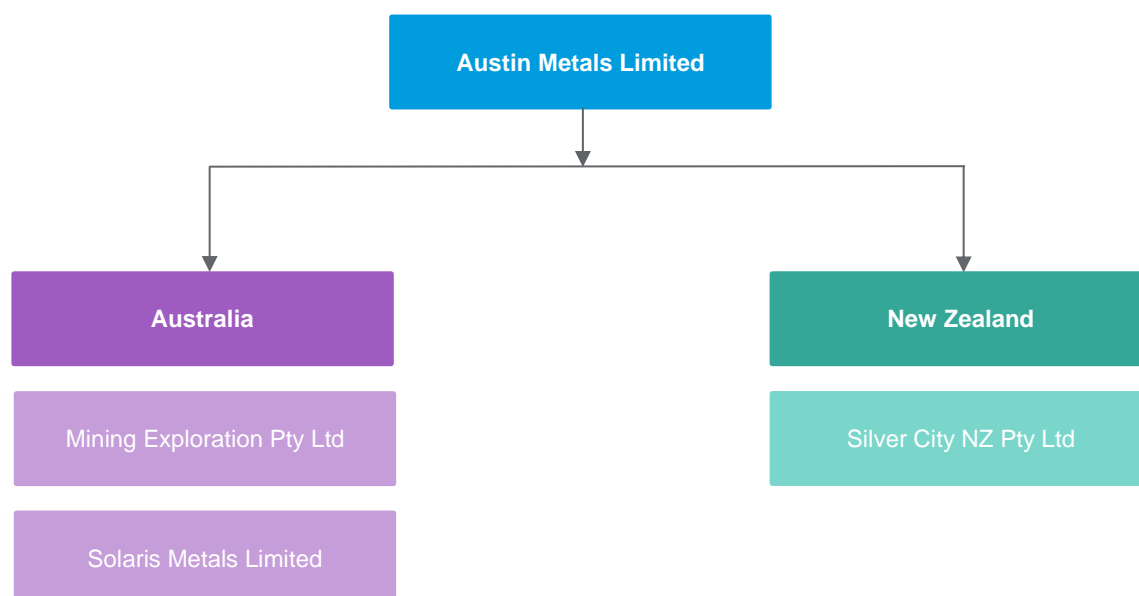 Austin Metals Limited
Australia
New Zealand
Mining Exploration Pty Ltd
Silver City NZ Pty Ltd
Solaris Metals Limited